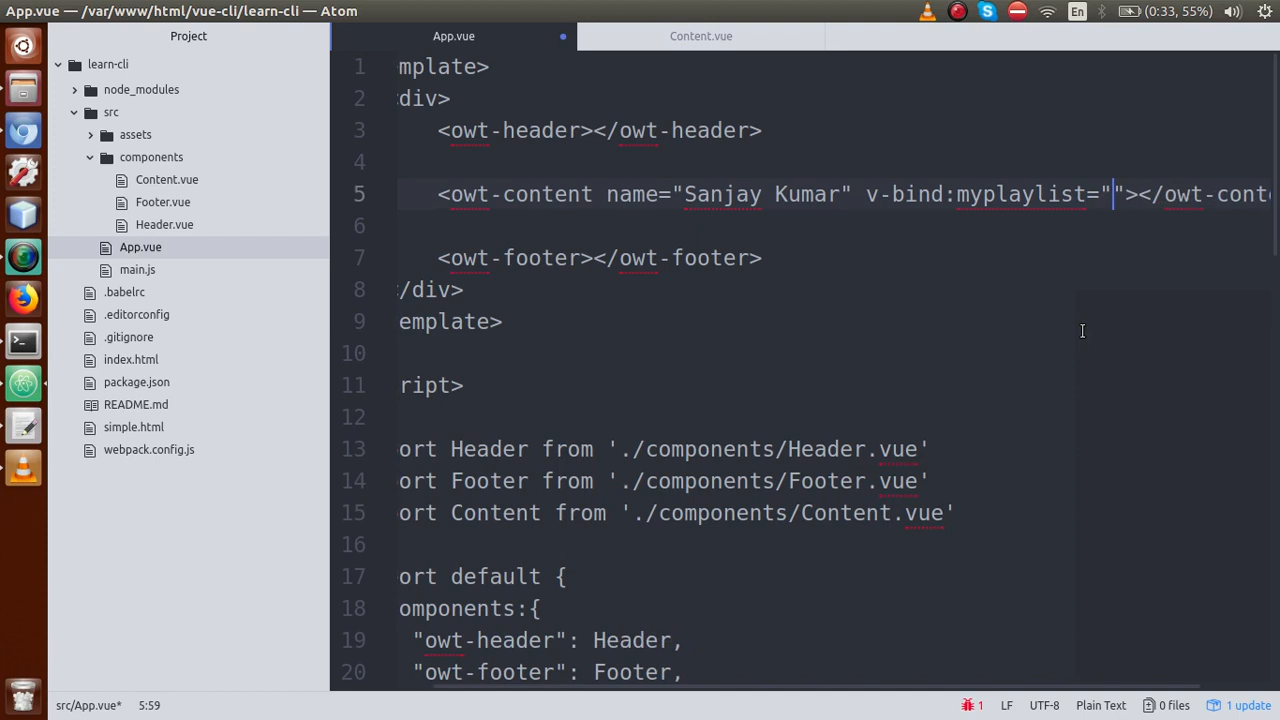 App.vue — /var/www/html/vue-cli/learn-cli — Atom
En
(0:33, 55%)
Project
App.vue
Content.vue
learn-cli
node_modules
src
assets
components
Content.vue
Footer.vue
Header.vue
App.vue
main.js
.babelrc
.editorconfig
.gitignore
index.html
package.json
README.md
simple.html
webpack.config.js
1 mplate>
2 div>
3 <owt-header></owt-header>
4
5 <owt-content name="Sanjay Kumar" v-bind:myplaylist=""></owt-conte
6
7 <owt-footer></owt-footer>
8 </div>
9 emplate>
10
11 ript>
12
13 ort Header from './components/Header.vue'
14 ort Footer from './components/Footer.vue'
15 ort Content from './components/Content.vue'
16
17 ort default {
18 omponents:{
19 "owt-header": Header,
20 "owt-footer": Footer,
src/App.vue* 5:59
1 LF UTF-8 Plain Text 0 files 1 update